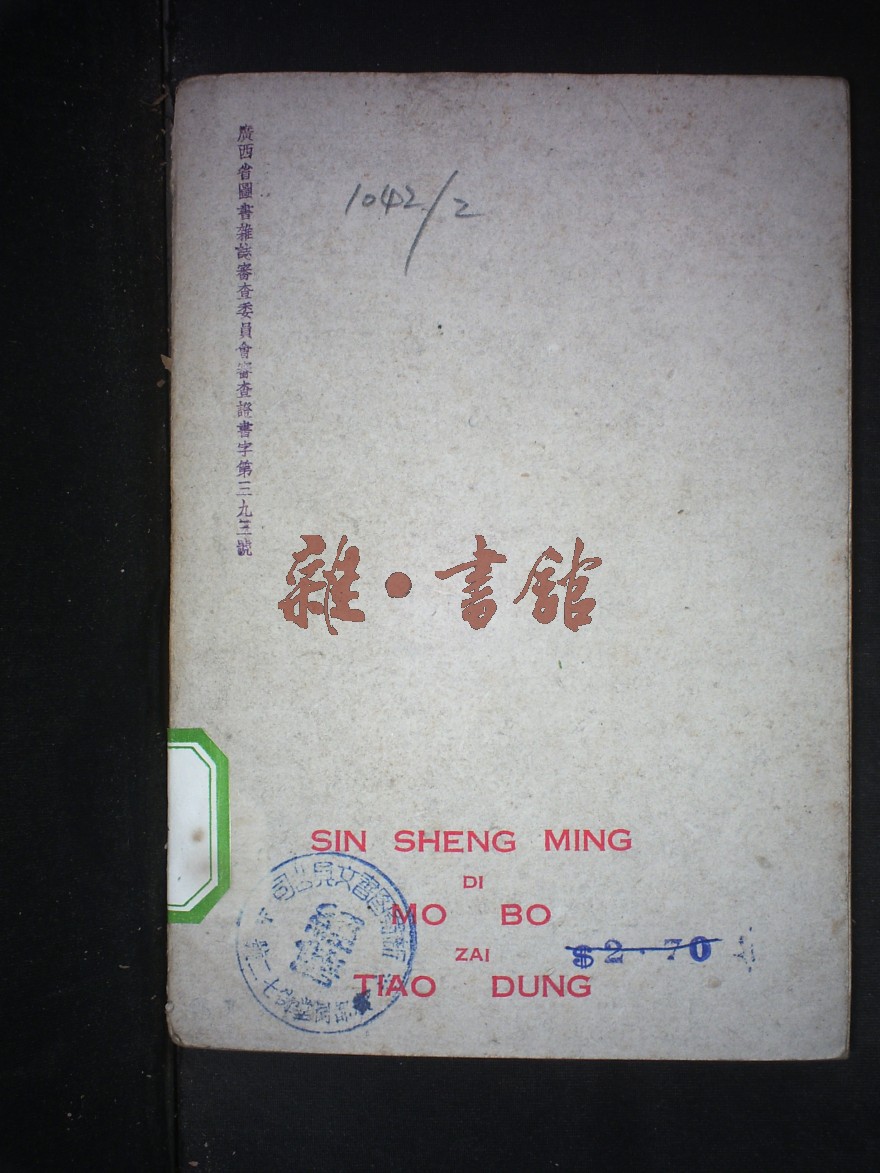 廣西省圖書雜誌審查委員會審查證書字第三九三號
1042/2
雜·書館
SIN SHENG MING
DI
MO BO
ZAI
TIAO DUNG
$2.70